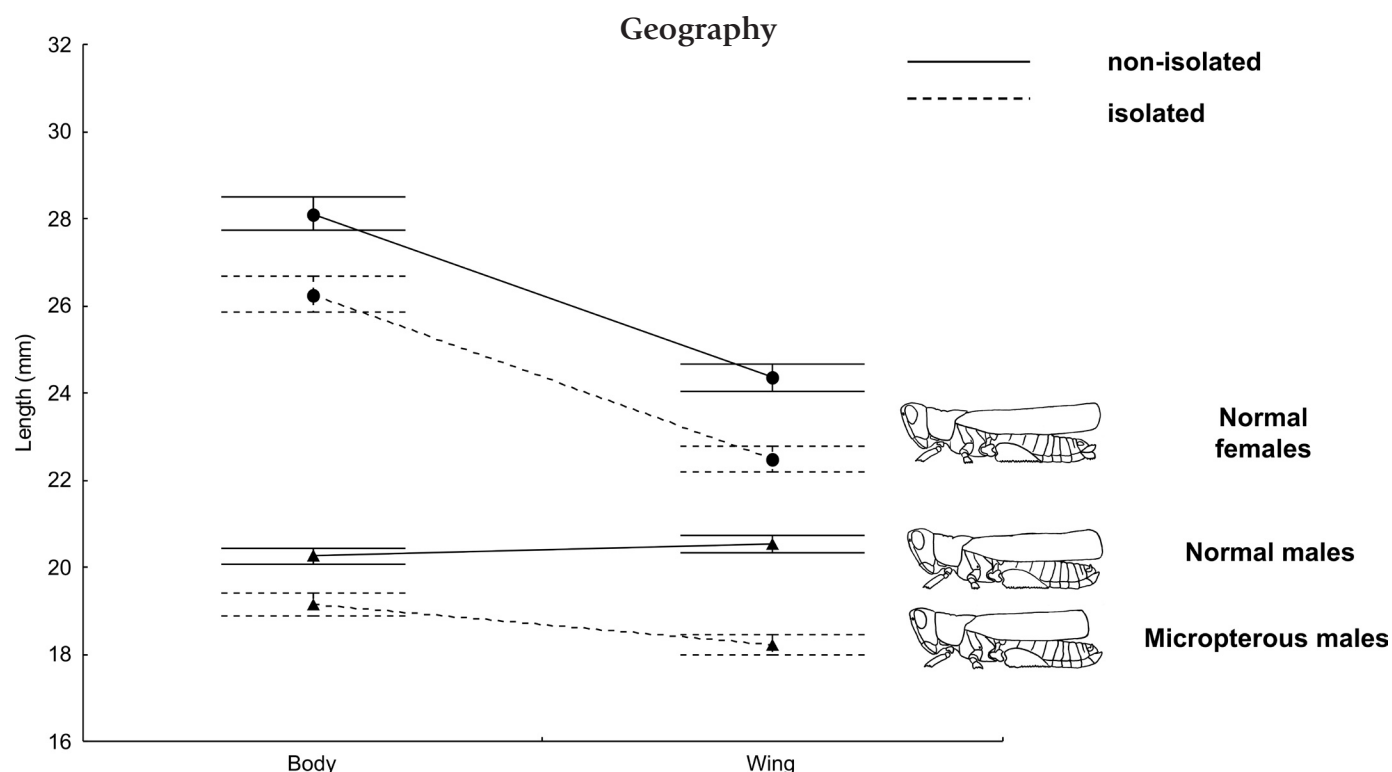 Geography
non-isolated
isolated
32
30
28
26
24
22
20
18
16
Length (mm)
Normal
females
Normal males
Micropterous males
Body
Wing